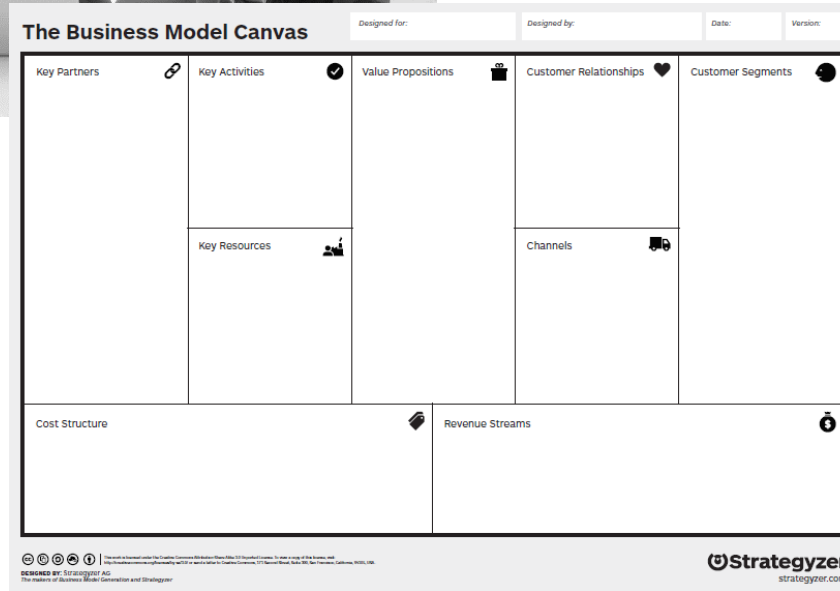 The Business Model Canvas
Designed for:
Designed by:
Date:
Version:
Key Partners
Key Activities
Value Propositions
Customer Relationships
Customer Segments
Key Resources
Channels
Cost Structure
Revenue Streams
DESIGNED BY: Strategyzer AG
The makers of Business Model Generation and Strategyzer
Strategyzer
strategyzer.com